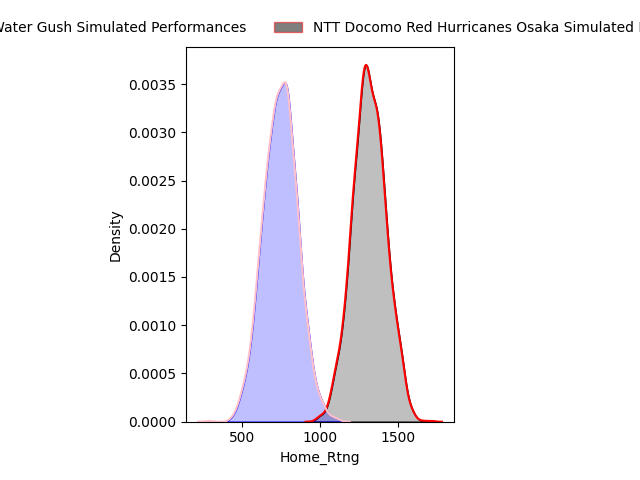 Water Gush Simulated Performances
NTT Docomo Red Hurricanes Osaka Simulated
0.0035
0.0030
0.0025
0.0020
0.0015
0.0010
0.0005
0.0000
Density
500 1000 1500
Home_Rtng